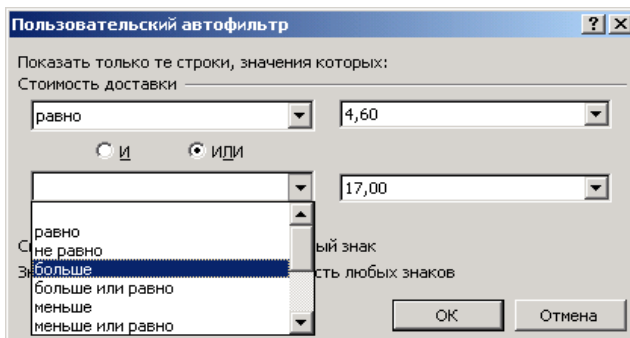 Пользовательский автофильтр
Показать только те строки, значения которых:
Стоимость доставки
равно 4,60
И ИЛИ
17,00
равно
не равно
ый знак
больше
сть любых знаков
больше или равно
меньше
меньше или равно
ОК Отмена